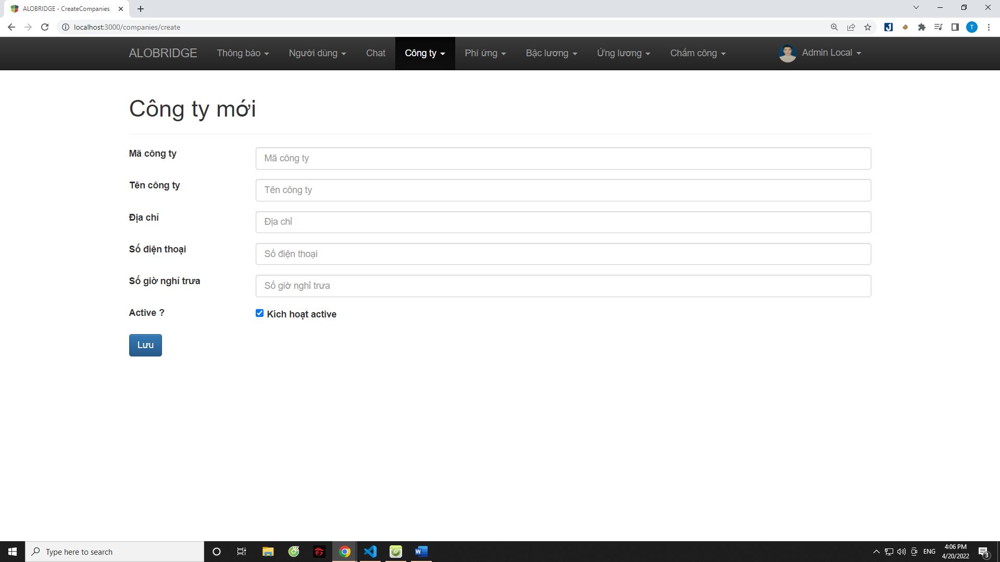 ALOBRIDGE - CreateCompanies
localhost:3000/companies/create
T
ALOBRIDGE Thông báo Người dùng Chat Công ty Phí ứng Bậc lương Ứng lương Chấm công Admin Local
Công ty mới
Mã công ty Mã công ty
Tên công ty Tên công ty
Địa chỉ Địa chỉ
Số điện thoại Số điện thoại
Số giờ nghỉ trưa Số giờ nghỉ trưa
Active ? Kích hoạt active
Lưu
Type here to search
ENG
4:06 PM
4/20/2022
3